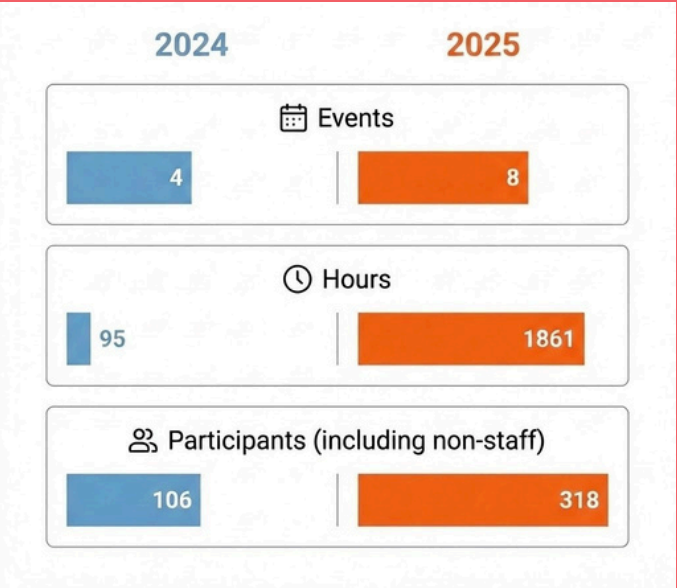 2024 2025
Events
4 8
Hours
95 1861
Participants (including non-staff)
106 318